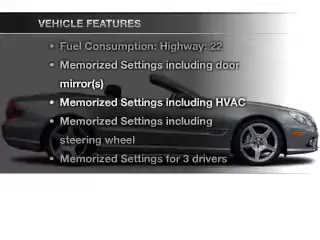 VEHICLE FEATURES
• Fuel Consumption: Highway: 22
• Memorized Settings including door
mirror(s)
• Memorized Settings including HVAC
• Memorized Settings including
steering wheel
• Memorized Settings for 3 drivers